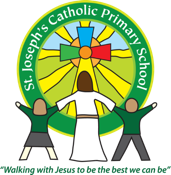 St. Joseph's Catholic Primary School
"Walking with Jesus to be the best we can be"